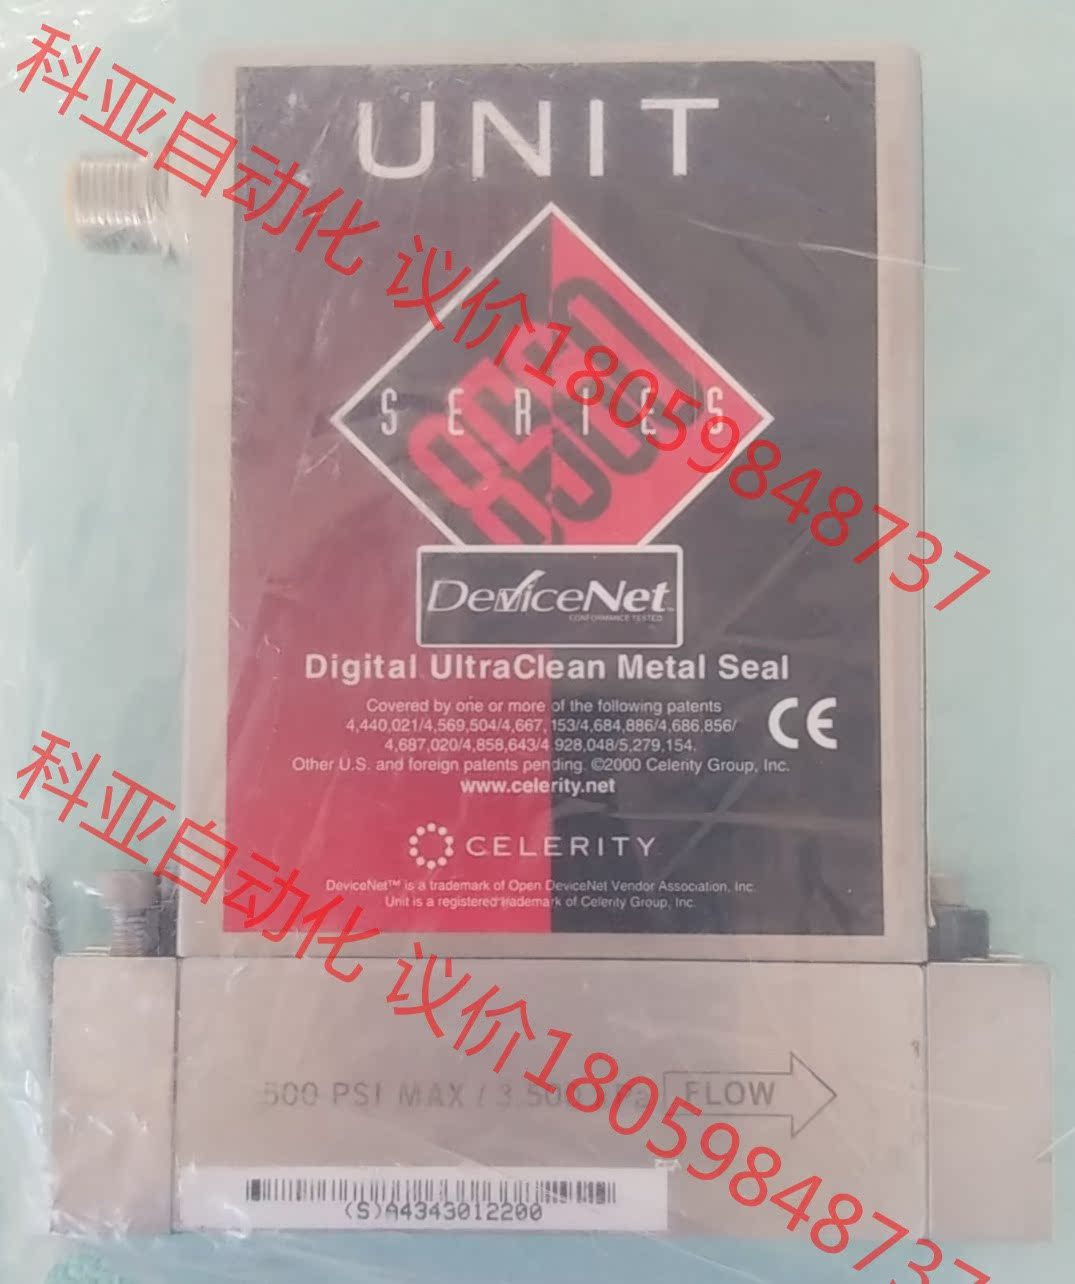 UNIT
8500
SERIES
DeviceNet™
CONFORMANCE TESTED
Digital UltraClean Metal Seal
Covered by one or more of the following patents
4,440,021/4,569,504/4,667,153/4,684,886/4,686,856/
4,687,020/4,858,643/4,928,048/5,279,154.
Other U.S. and foreign patents pending. ©2000 Celerity Group, Inc.
www.celerity.net
CE
CELERITY
DeviceNet™ is a trademark of Open DeviceNet Vendor Association, Inc.
Unit is a registered trademark of Celerity Group, Inc.
500 PSI MAX / 3,500 kPa
FLOW
(S)A4343012200
科亚自动化 议价18059848737
科亚自动化 议价18059848737